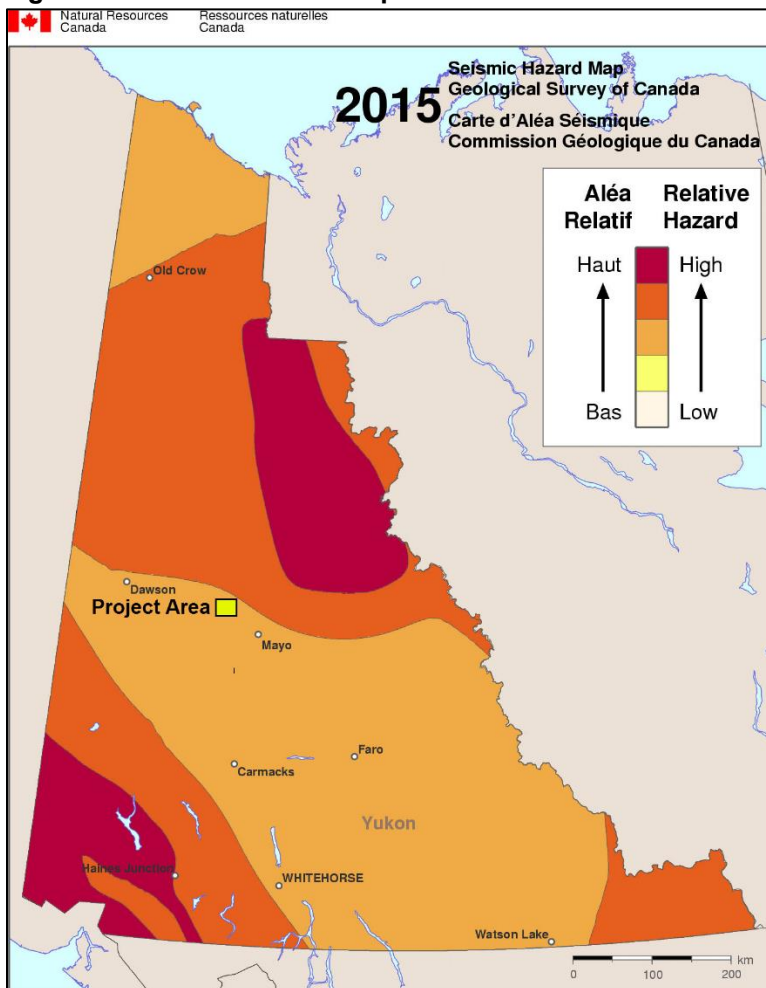 Natural Resources Ressources naturelles
Canada Canada
2015
Seismic Hazard Map
Geological Survey of Canada
Carte d'Aléa Séismique
Commission Géologique du Canada
Aléa Relative
Relatif Hazard
Haut High
Bas Low
Old Crow
Dawson
Project Area
Mayo
Faro
Carmacks
Yukon
Haines Junction
WHITEHORSE
Watson Lake
km
0 100 200